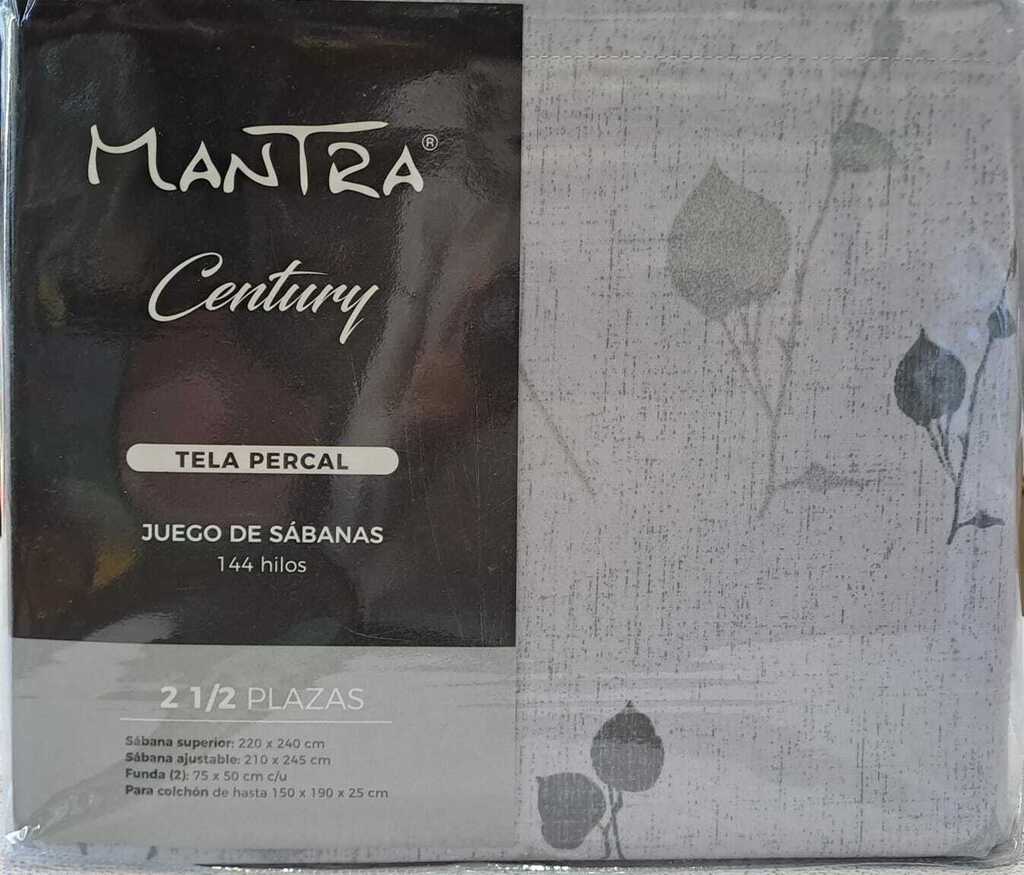 MANTRA®
Century
TELA PERCAL
JUEGO DE SÁBANAS
144 hilos
2 1/2 PLAZAS
Sábana superior: 220 x 240 cm
Sábana ajustable: 210 x 245 cm
Funda (2): 75 x 50 cm c/u
Para colchón de hasta 150 x 190 x 25 cm